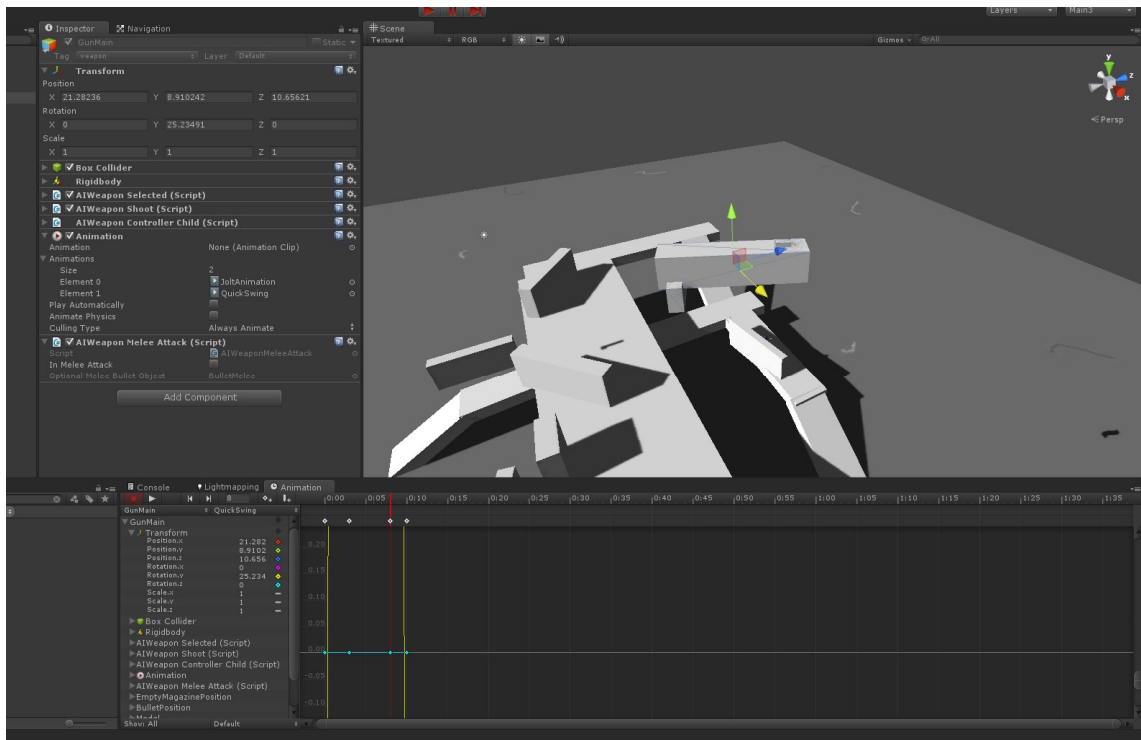 Layers
Main3
Inspector
Navigation
GunMain
Static
Tag weapon
Layer Default
Transform
Position
X 21.28236 Y 8.910242 Z 10.65621
Rotation
X 0 Y 25.23491 Z 0
Scale
X 1 Y 1 Z 1
Box Collider
Rigidbody
AIWeapon Selected (Script)
AIWeapon Shoot (Script)
AIWeapon Controller Child (Script)
Animation
Animation None (Animation Clip)
Animations
Size 2
Element 0 JoltAnimation
Element 1 QuickSwing
Play Automatically
Animate Physics
Culling Type Always Animate
AIWeapon Melee Attack (Script)
Script AIWeaponMeleeAttack
In Melee Attack
Optional Melee Bullet Object BulletMelee
Add Component
Scene
Textured RGB
Gizmos All
y
z
x
Persp
Console
Lightmapping
Animation
8
0:00 0:05 0:10 0:15 0:20 0:25 0:30 0:35 0:40 0:45 0:50 0:55 1:00 1:05 1:10 1:15 1:20 1:25 1:30 1:35
GunMain QuickSwing
GunMain
Transform
Position.x 21.282
Position.y 8.9102
Position.z 10.656
Rotation.x 0
Rotation.y 25.234
Rotation.z 0
Scale.x 1
Scale.y 1
Scale.z 1
Box Collider
Rigidbody
AIWeapon Selected (Script)
AIWeapon Shoot (Script)
AIWeapon Controller Child (Script)
Animation
AIWeapon Melee Attack (Script)
EmptyMagazinePosition
BulletPosition
Model
Show: All Default
0.20
0.15
0.10
0.05
0.00
-0.05
-0.10